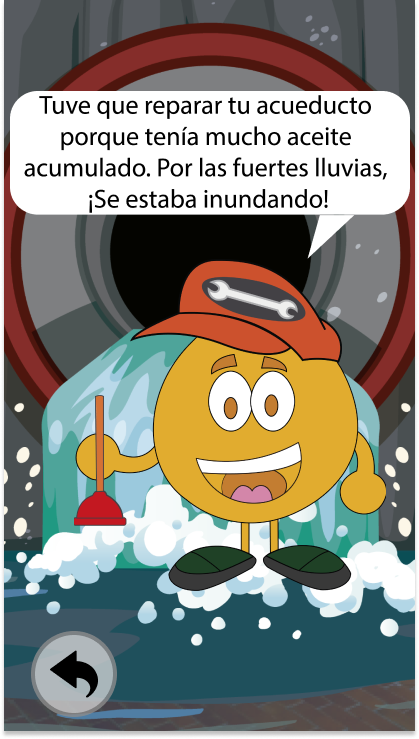 Tuve que reparar tu acueducto
porque tenía mucho aceite
acumulado. Por las fuertes lluvias,
¡Se estaba inundando!